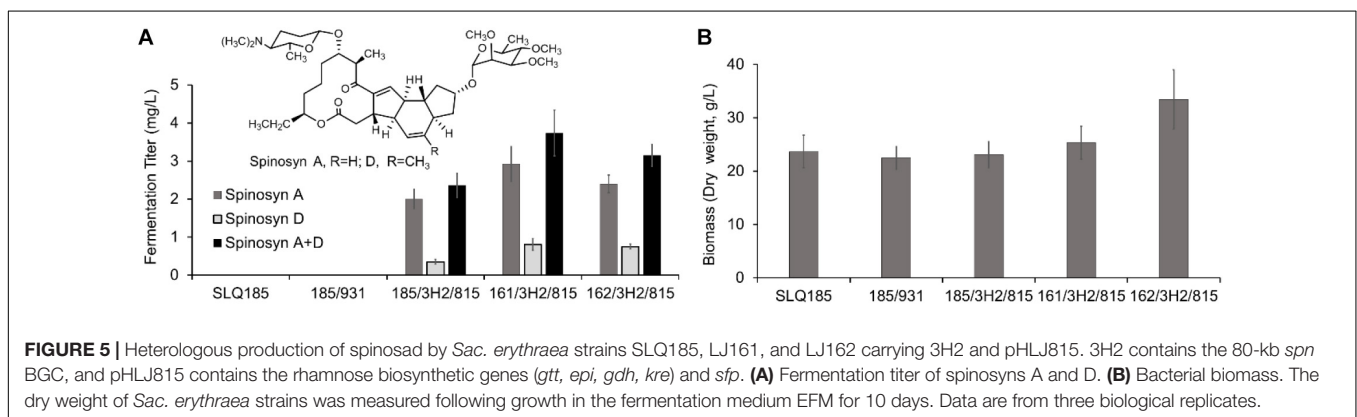 A
(H₃C)₂N
CH₃
O
O
CH₃
O
O
O
CH₃CH₂
O
H
H
HH
H
R
O
O
H₃CO
CH₃
OCH₃
OCH₃
Spinosyn A, R=H; D, R=CH₃
Spinosyn A
Spinosyn D
Spinosyn A+D
Fermentation Titer (mg/L)
5
4
3
2
1
0
SLQ185
185/931
185/3H2/815
161/3H2/815
162/3H2/815
B
Biomass (Dry weight, g/L)
40
30
20
10
0
SLQ185
185/931
185/3H2/815
161/3H2/815
162/3H2/815
FIGURE 5 | Heterologous production of spinosad by Sac. erythraea strains SLQ185, LJ161, and LJ162 carrying 3H2 and pHLJ815. 3H2 contains the 80-kb spn
BGC, and pHLJ815 contains the rhamnose biosynthetic genes (gtt, epi, gdh, kre) and sfp. (A) Fermentation titer of spinosyns A and D. (B) Bacterial biomass. The
dry weight of Sac. erythraea strains was measured following growth in the fermentation medium EFM for 10 days. Data are from three biological replicates.